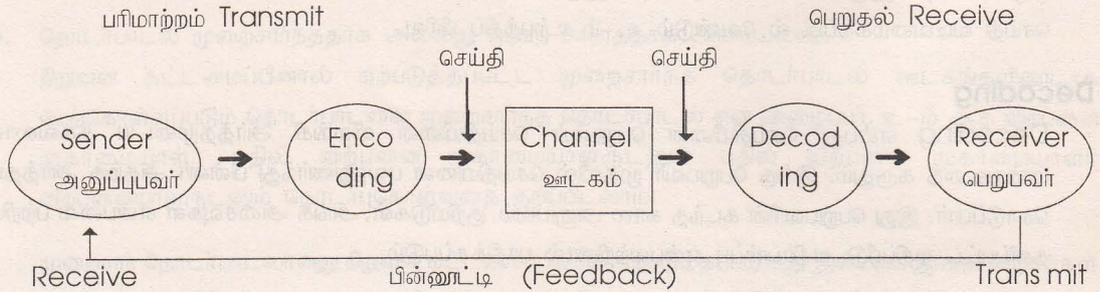 பரிமாற்றம் Transmit பெறுதல் Receive
செய்தி செய்தி
Sender Enco Channel Decod Receiver
அனுப்புபவர் ding ஊடகம் ing பெறுபவர்
Receive பின்னூட்டி (Feedback) Trans mit